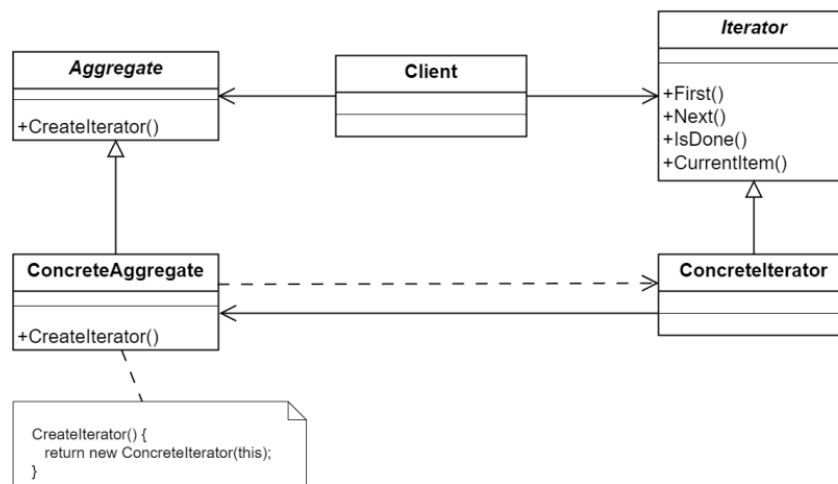 Aggregate
+CreateIterator()
Client
Iterator
+First()
+Next()
+IsDone()
+CurrentItem()
ConcreteAggregate
+CreateIterator()
ConcreteIterator
CreateIterator() {
return new ConcreteIterator(this);
}